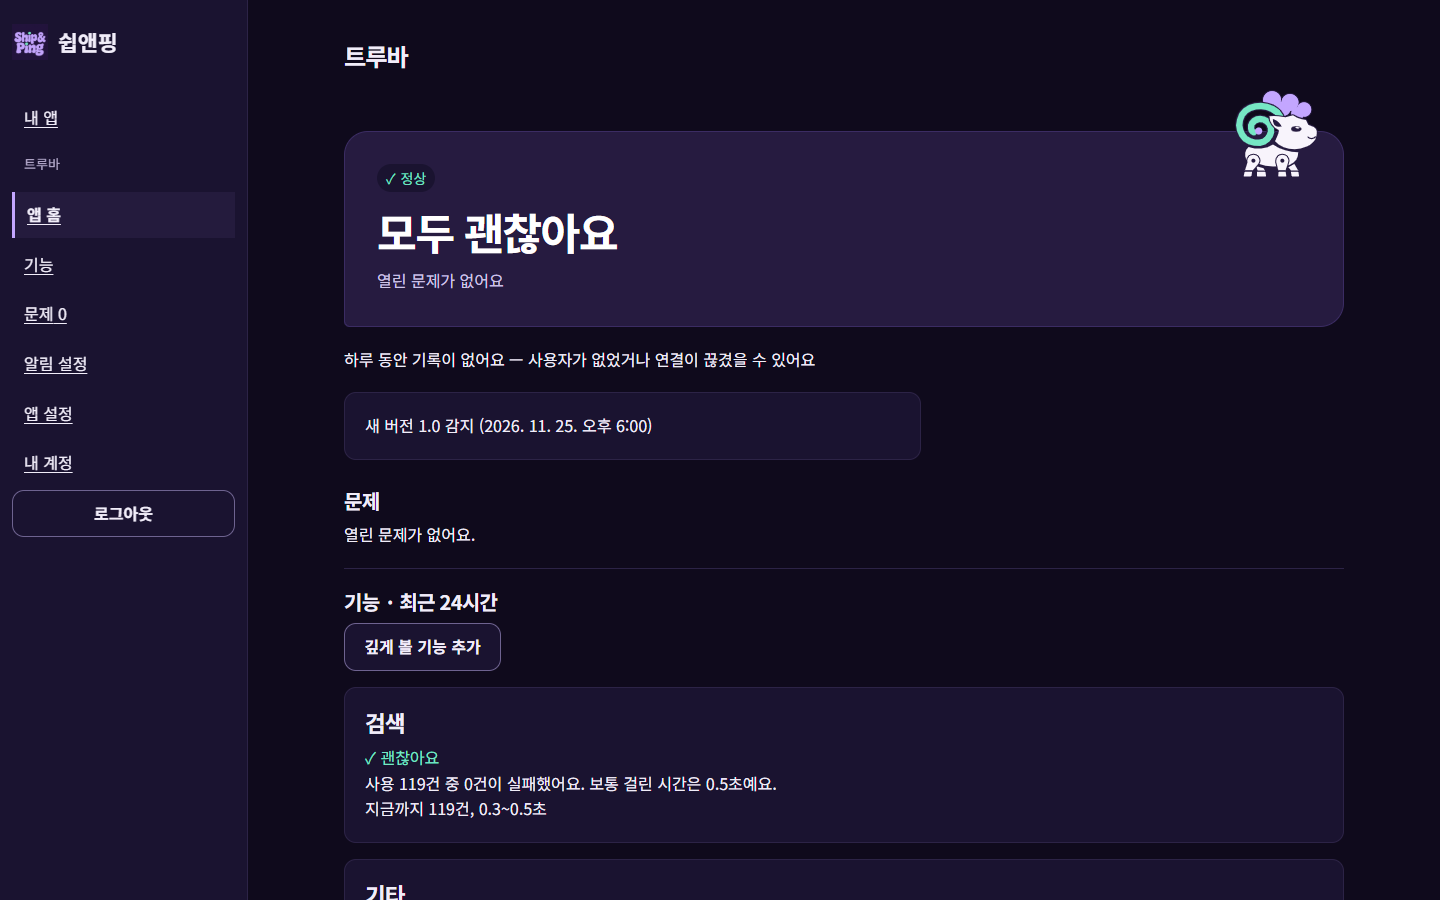 Ship&
Ping
쉽앤핑
내 앱
트루바
앱 홈
기능
문제 0
알림 설정
앱 설정
내 계정
로그아웃
트루바
✓ 정상
모두 괜찮아요
열린 문제가 없어요
하루 동안 기록이 없어요 — 사용자가 없었거나 연결이 끊겼을 수 있어요
새 버전 1.0 감지 (2026. 11. 25. 오후 6:00)
문제
열린 문제가 없어요.
기능 · 최근 24시간
깊게 볼 기능 추가
검색
✓ 괜찮아요
사용 119건 중 0건이 실패했어요. 보통 걸린 시간은 0.5초예요.
지금까지 119건, 0.3~0.5초
기타